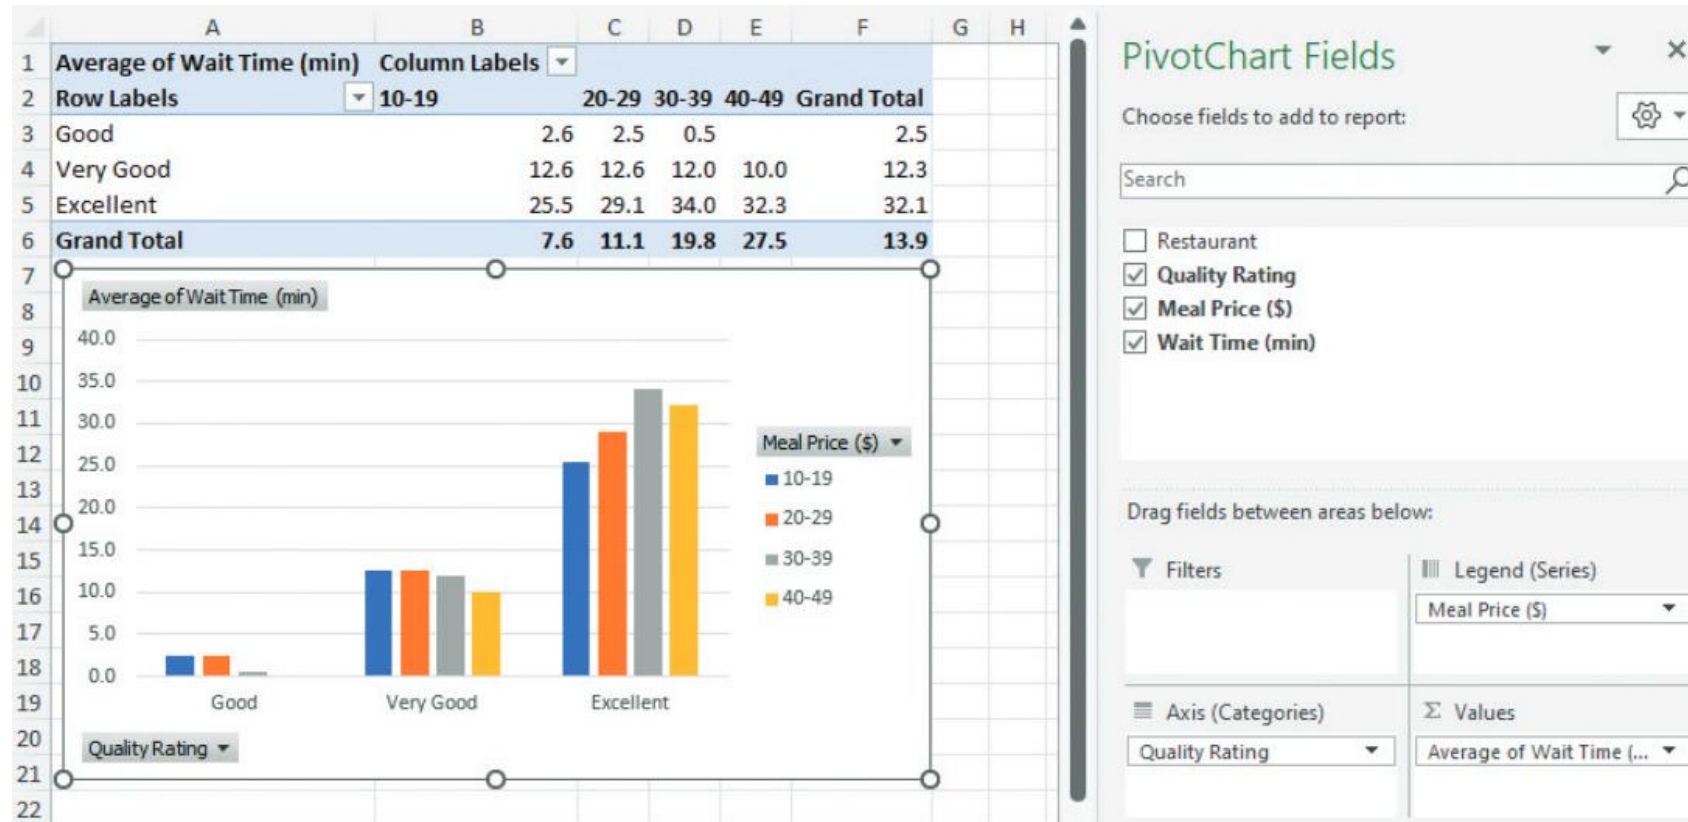 A B C D E F G H
1 Average of Wait Time (min) Column Labels
2 Row Labels 10-19 20-29 30-39 40-49 Grand Total
3 Good 2.6 2.5 0.5 2.5
4 Very Good 12.6 12.6 12.0 10.0 12.3
5 Excellent 25.5 29.1 34.0 32.3 32.1
6 Grand Total 7.6 11.1 19.8 27.5 13.9
7
8 Average of Wait Time (min)
9 40.0
10 35.0
11 30.0
12 25.0 Meal Price ($)
13 10-19
14 20.0 20-29
15 15.0 30-39
16 10.0 40-49
17 5.0
18 0.0
19 Good Very Good Excellent
20 Quality Rating
21
22
PivotChart Fields
Choose fields to add to report:
Search
Restaurant
Quality Rating
Meal Price ($)
Wait Time (min)
Drag fields between areas below:
Filters
Legend (Series)
Meal Price ($)
Axis (Categories)
Quality Rating
Σ Values
Average of Wait Time (...